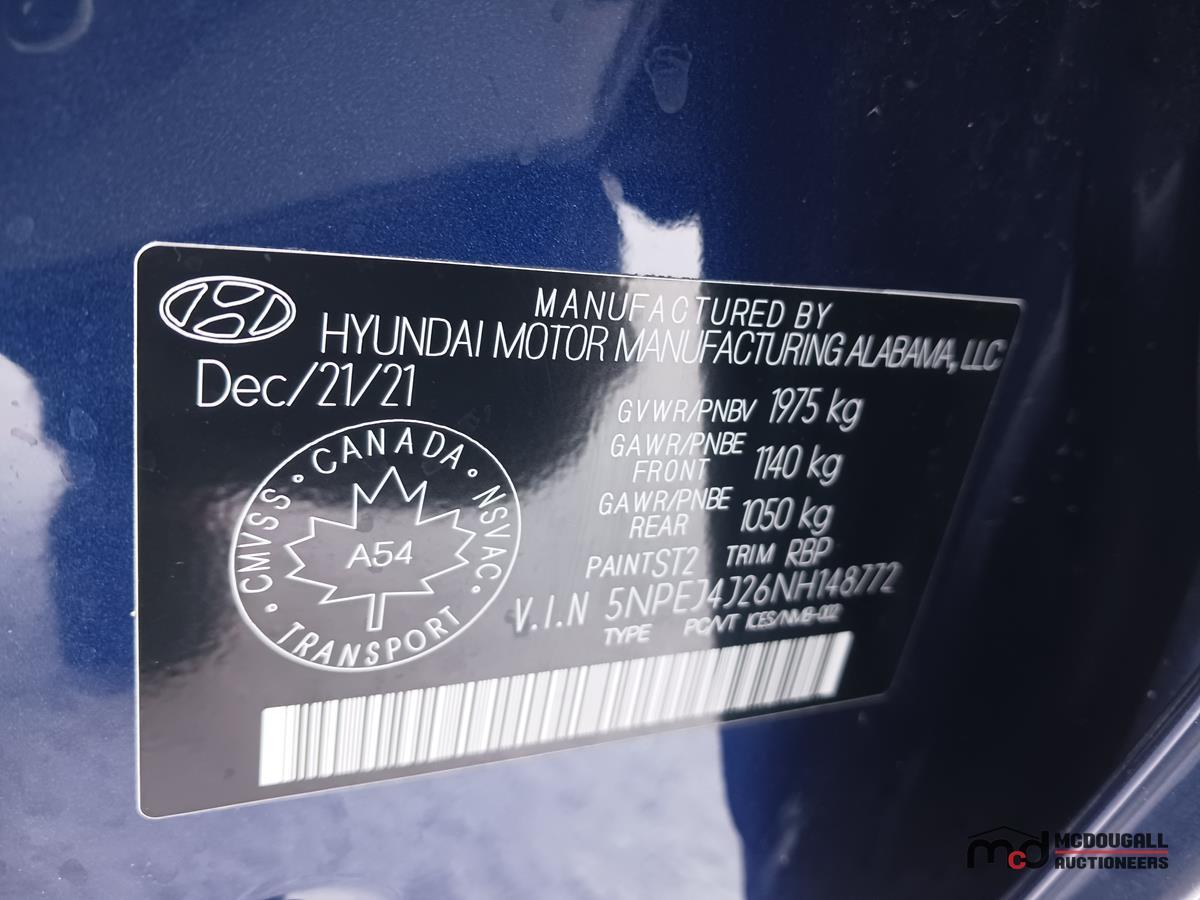 MANUFACTURED BY
HYUNDAI MOTOR MANUFACTURING ALABAMA, LLC
Dec/21/21
GVWR/PNBV 1975 kg
GAWR/PNBE FRONT 1140 kg
GAWR/PNBE REAR 1050 kg
PAINT ST2 TRIM RBP
V.I.N 5NPEJ4J26NH148772
TYPE PC/VT ICES/NMB-002
CANADA
CMVSS
NSVAC
A54
TRANSPORT
mcd MCDOUGALL
AUCTIONEERS